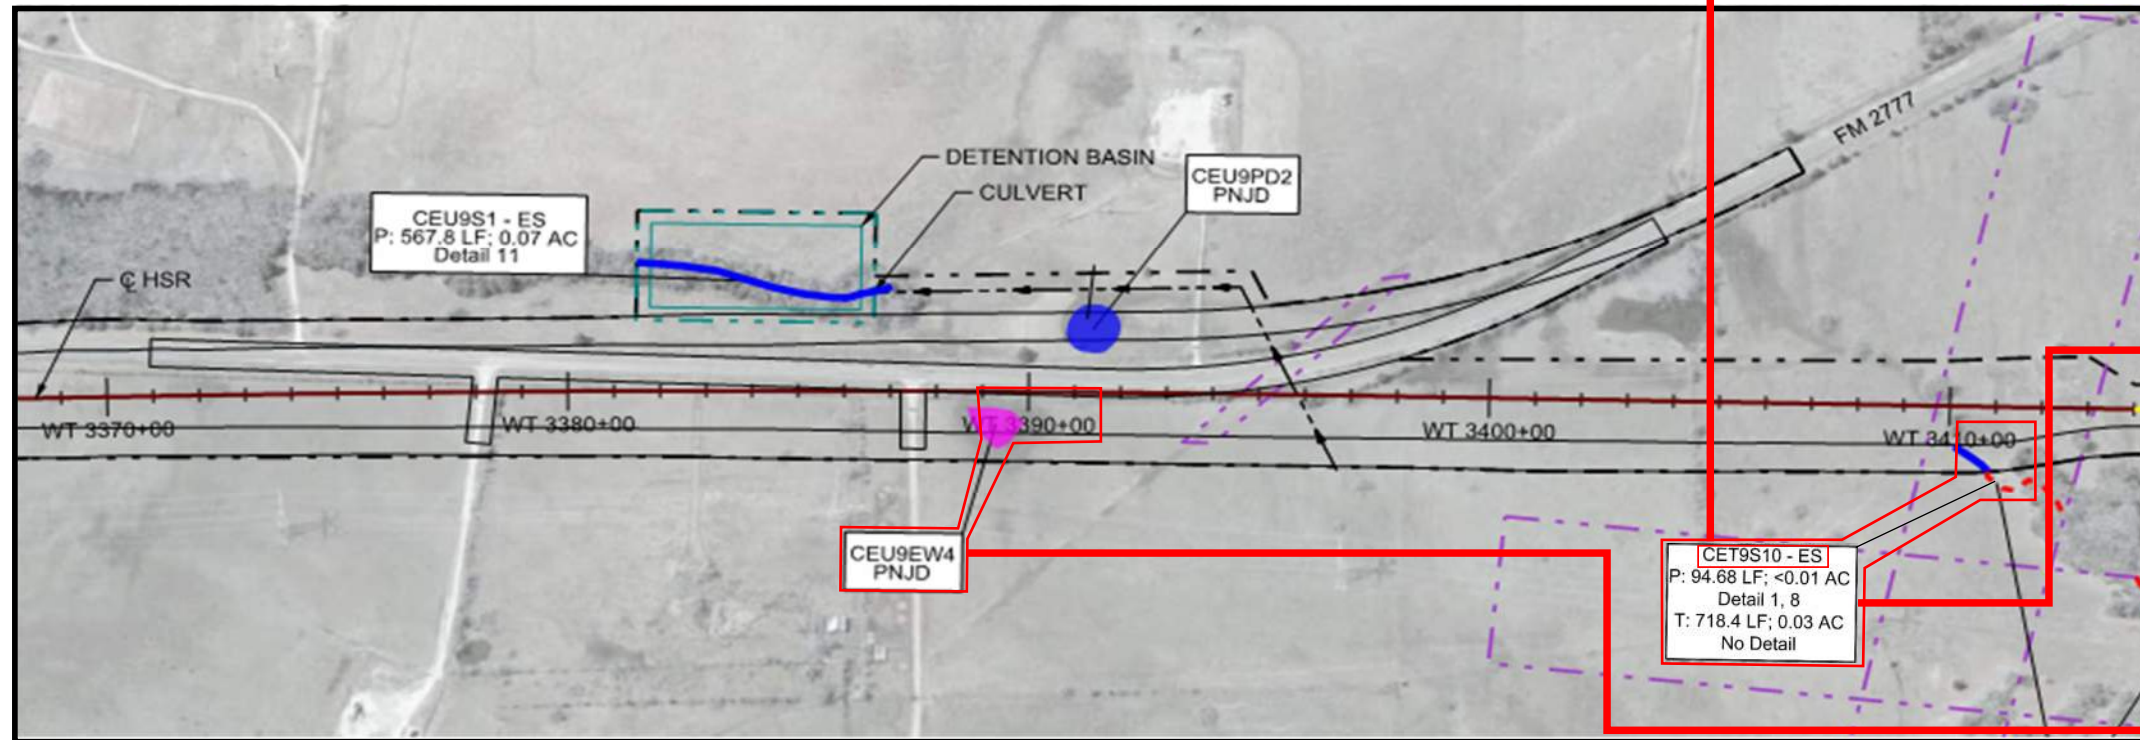 FM 2777
DETENTION BASIN
CULVERT
CEU9PD2
PNJD
CEU9S1 - ES
P: 567.8 LF; 0.07 AC
Detail 11
℄ HSR
WT 3370+00
WT 3380+00
WT 3390+00
WT 3400+00
WT 3410+00
CEU9EW4
PNJD
CET9S10 - ES
P: 94.68 LF; <0.01 AC
Detail 1, 8
T: 718.4 LF; 0.03 AC
No Detail